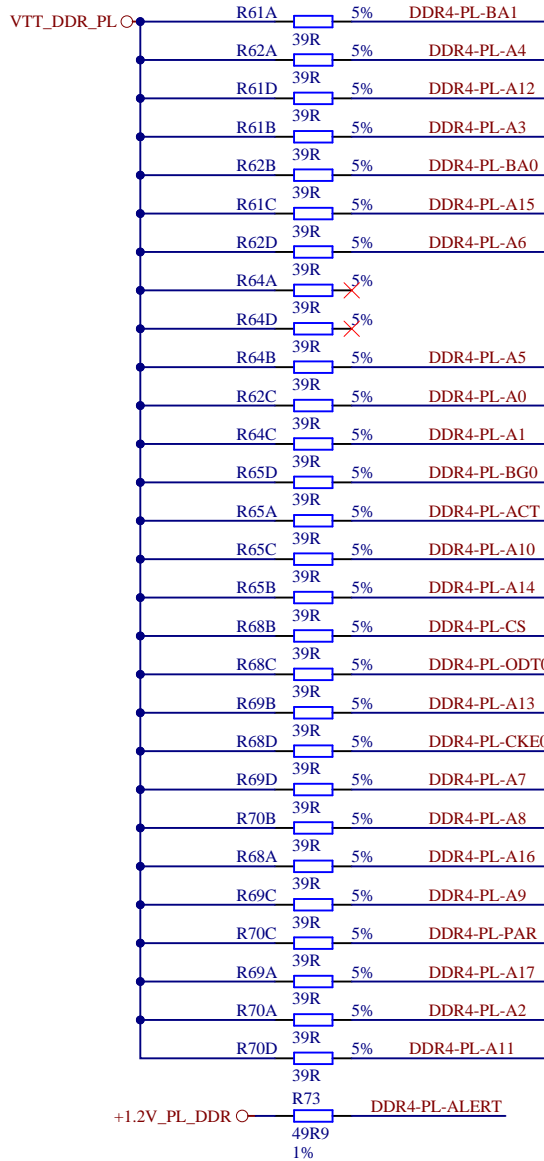 VTT_DDR_PL R61A 39R 5% DDR4-PL-BA1
R62A 39R 5% DDR4-PL-A4
R61D 39R 5% DDR4-PL-A12
R61B 39R 5% DDR4-PL-A3
R62B 39R 5% DDR4-PL-BA0
R61C 39R 5% DDR4-PL-A15
R62D 39R 5% DDR4-PL-A6
R64A 39R 5%
R64D 39R 5%
R64B 39R 5% DDR4-PL-A5
R62C 39R 5% DDR4-PL-A0
R64C 39R 5% DDR4-PL-A1
R65D 39R 5% DDR4-PL-BG0
R65A 39R 5% DDR4-PL-ACT
R65C 39R 5% DDR4-PL-A10
R65B 39R 5% DDR4-PL-A14
R68B 39R 5% DDR4-PL-CS
R68C 39R 5% DDR4-PL-ODT0
R69B 39R 5% DDR4-PL-A13
R68D 39R 5% DDR4-PL-CKE0
R69D 39R 5% DDR4-PL-A7
R70B 39R 5% DDR4-PL-A8
R68A 39R 5% DDR4-PL-A16
R69C 39R 5% DDR4-PL-A9
R70C 39R 5% DDR4-PL-PAR
R69A 39R 5% DDR4-PL-A17
R70A 39R 5% DDR4-PL-A2
R70D 39R 5% DDR4-PL-A11
R73
+1.2V_PL_DDR DDR4-PL-ALERT
49R9
1%